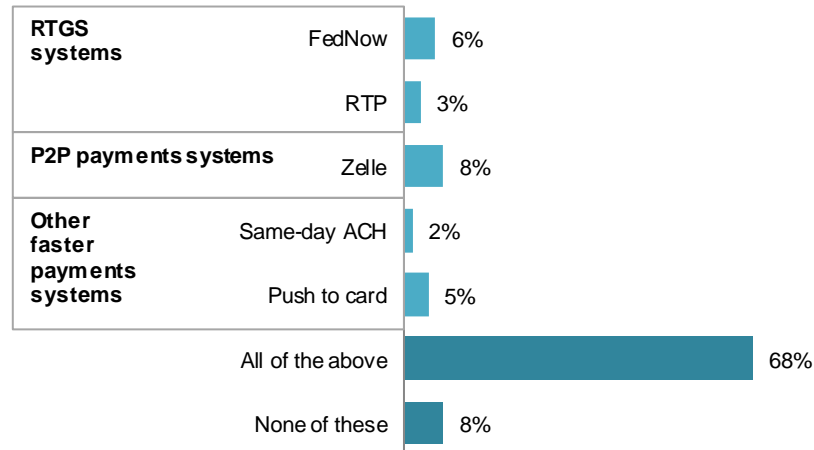 RTGS
systems
FedNow 6%
RTP 3%
P2P payments systems
Zelle 8%
Other
faster
payments
systems
Same-day ACH 2%
Push to card 5%
All of the above 68%
None of these 8%